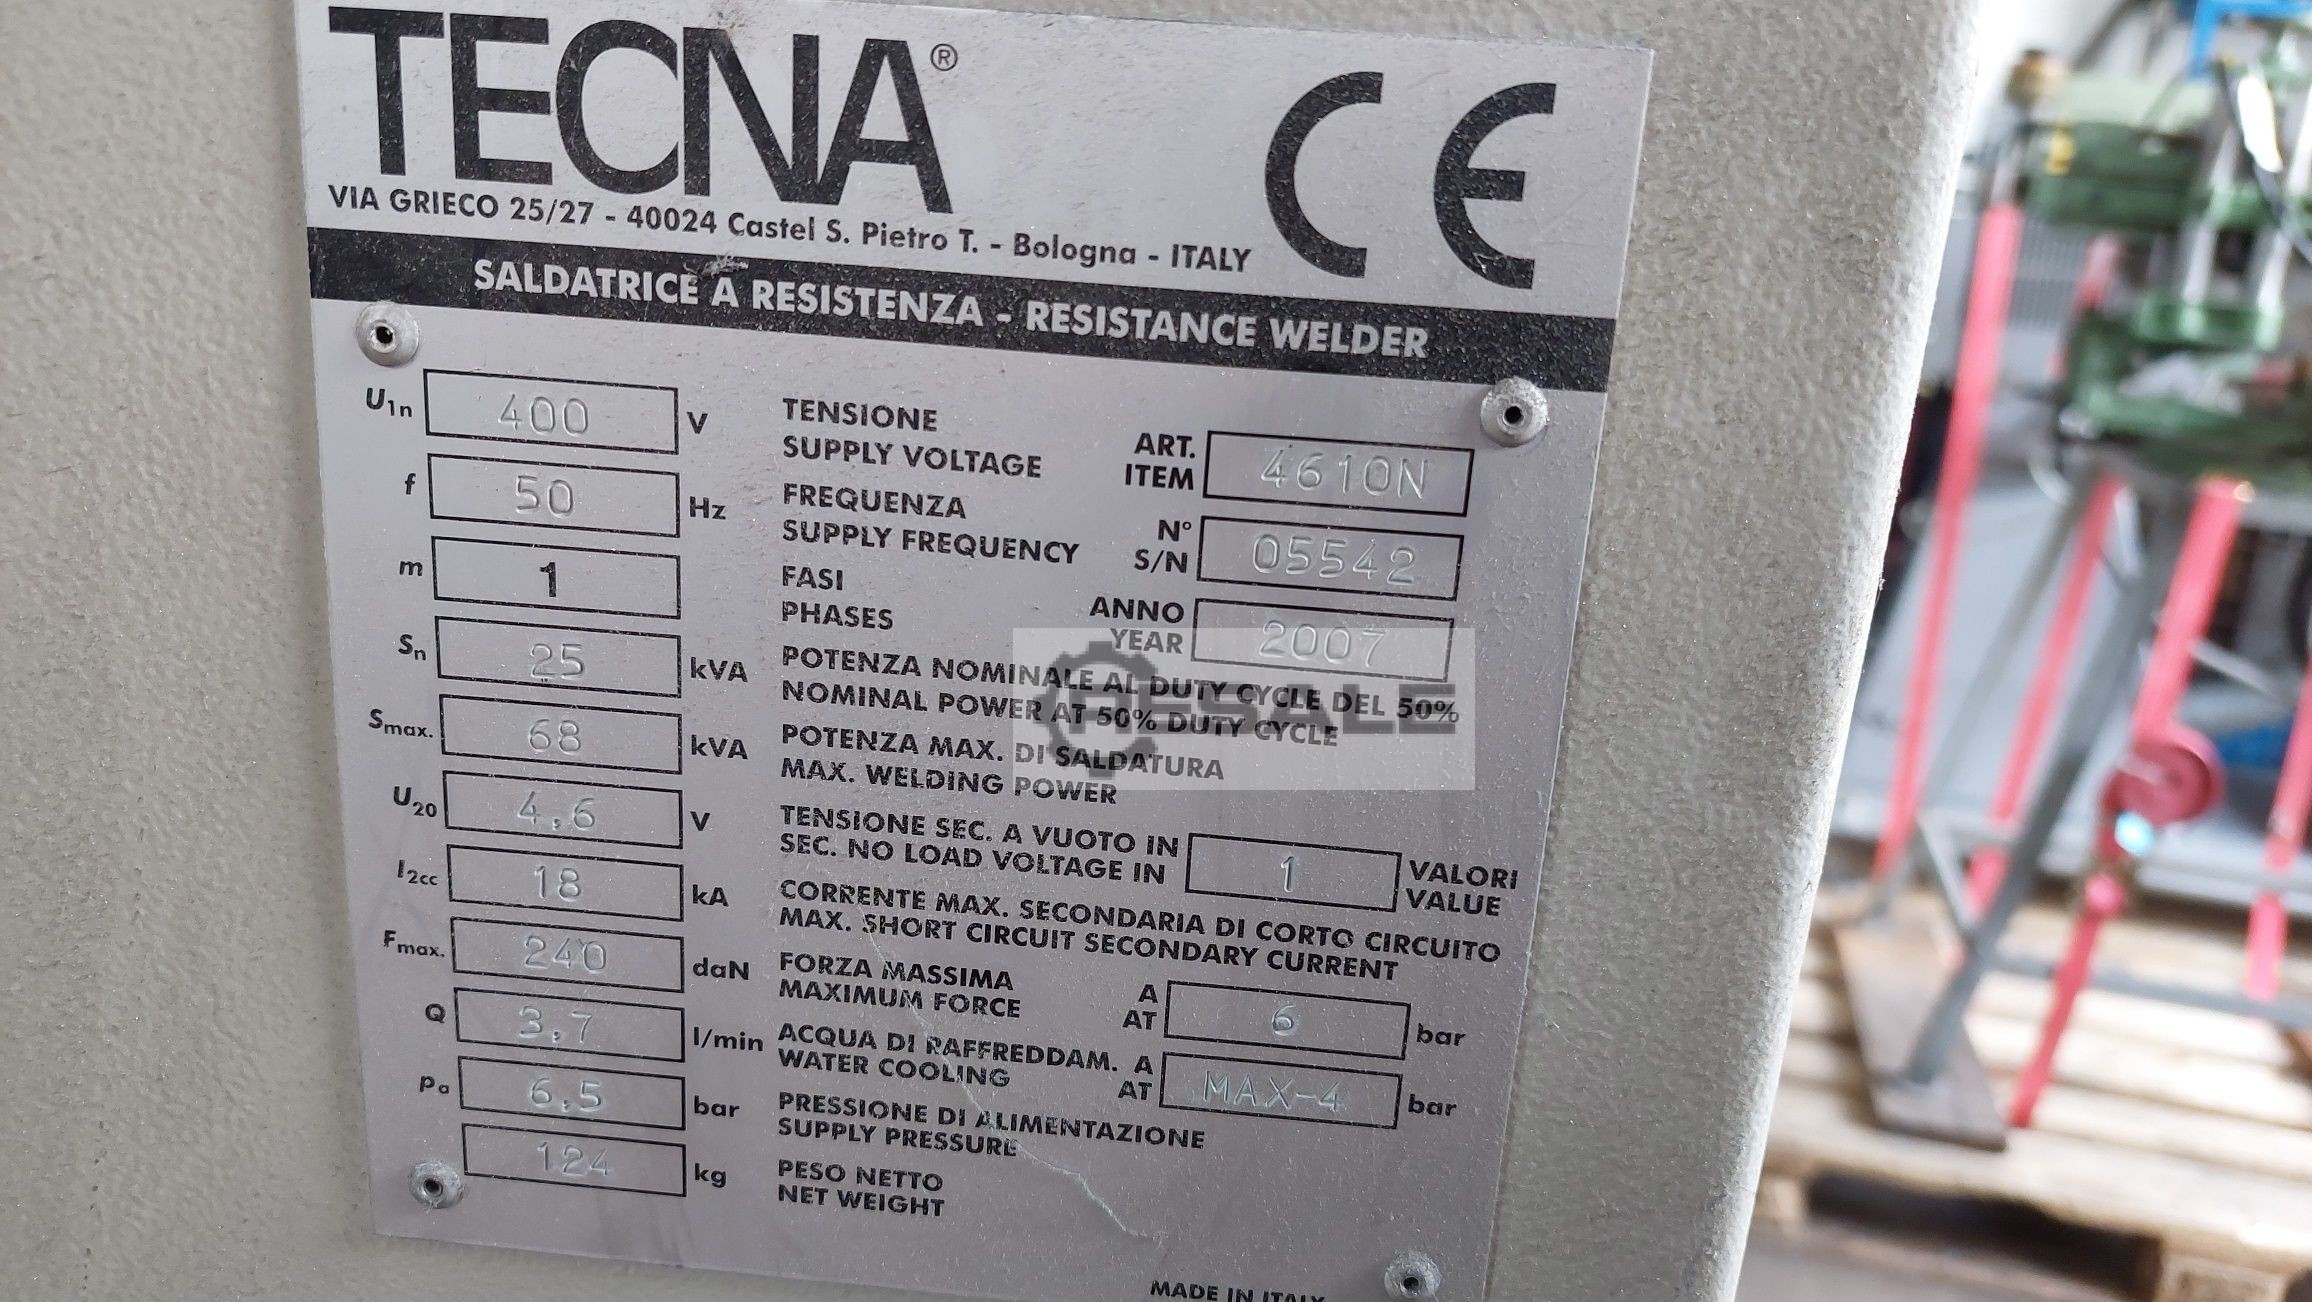 TECNA®
VIA GRIECO 25/27 - 40024 Castel S. Pietro T. - Bologna - ITALY
CE
SALDATRICE A RESISTENZA - RESISTANCE WELDER
U1n 400 V TENSIONE
SUPPLY VOLTAGE
ART.
ITEM 4610N
f 50 Hz FREQUENZA
SUPPLY FREQUENCY
N°
S/N 05542
m 1 FASI
PHASES
ANNO
YEAR 2007
Sn 25 kVA POTENZA NOMINALE AL DUTY CYCLE DEL 50%
NOMINAL POWER AT 50% DUTY CYCLE
RESALE
Smax. 68 kVA POTENZA MAX. DI SALDATURA
MAX. WELDING POWER
U20 4,6 V TENSIONE SEC. A VUOTO IN
SEC. NO LOAD VOLTAGE IN
1 VALORI
VALUE
I2cc 18 kA CORRENTE MAX. SECONDARIA DI CORTO CIRCUITO
MAX. SHORT CIRCUIT SECONDARY CURRENT
Fmax. 240 daN FORZA MASSIMA
MAXIMUM FORCE
A
AT 6 bar
Q 3,7 l/min ACQUA DI RAFFREDDAM.
WATER COOLING
A
AT MAX-4 bar
Pa 6,5 bar PRESSIONE DI ALIMENTAZIONE
SUPPLY PRESSURE
124 kg PESO NETTO
NET WEIGHT
MADE IN ITALY